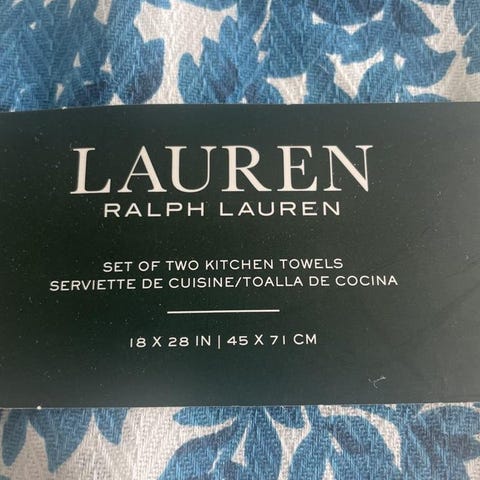 LAUREN
RALPH LAUREN
SET OF TWO KITCHEN TOWELS
SERVIETTE DE CUISINE/TOALLA DE COCINA
18 X 28 IN | 45 X 71 CM